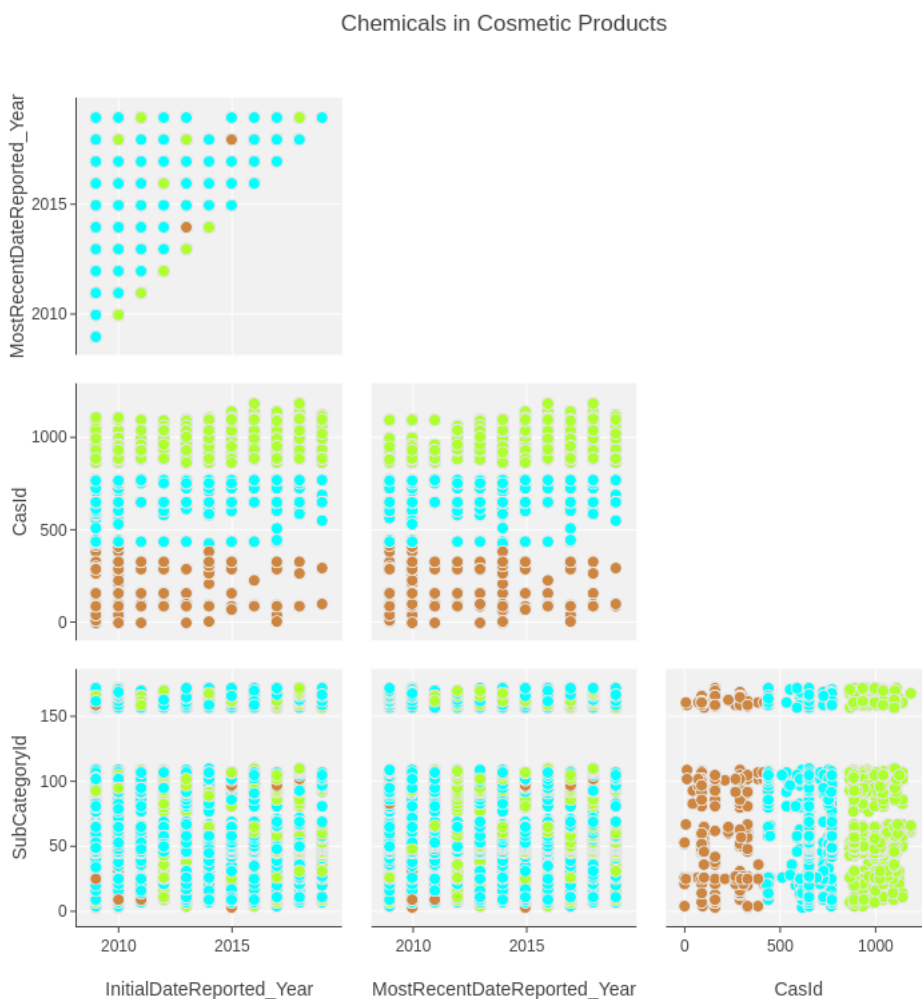 Chemicals in Cosmetic Products
MostRecentDateReported_Year
2015
2010
CasId
1000
500
0
SubCategoryId
150
100
50
0
2010
2015
2010
2015
0
500
1000
InitialDateReported_Year
MostRecentDateReported_Year
CasId